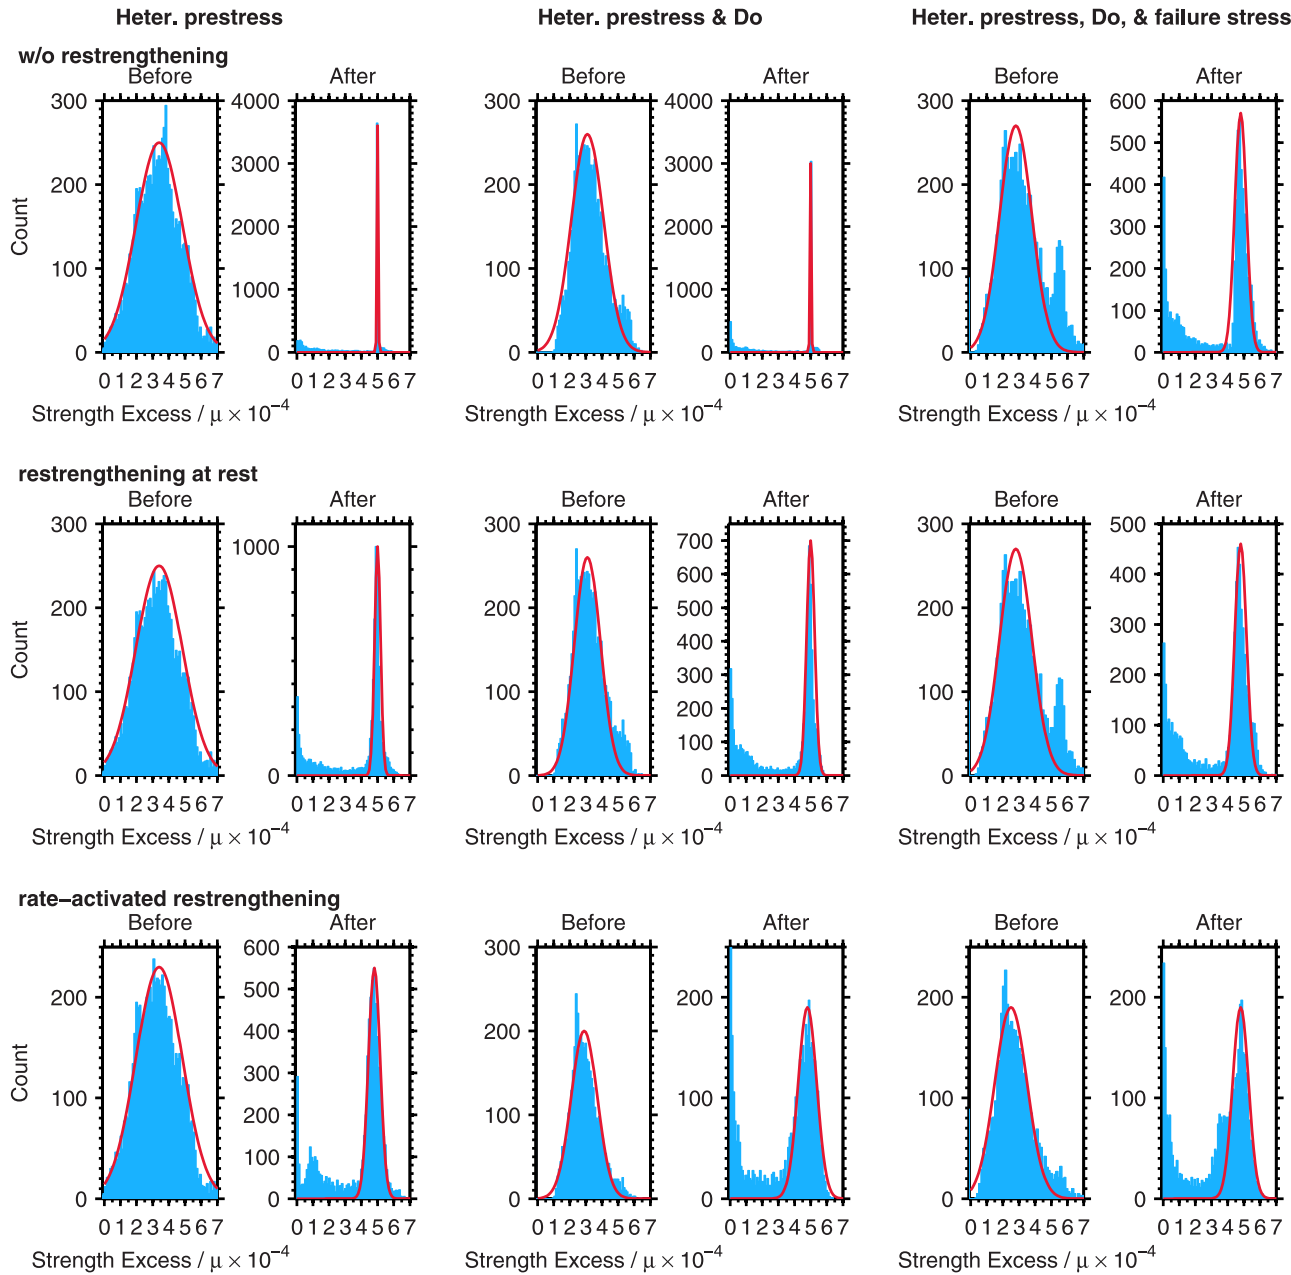 Heter. prestress
Heter. prestress & Do
Heter. prestress, Do, & failure stress
w/o restrengthening
Before
After
Before
After
Before
After
300
200
100
0
4000
3000
2000
1000
0
300
200
100
0
4000
3000
2000
1000
0
300
200
100
0
600
500
400
300
200
100
0
Count
0 1 2 3 4 5 6 7
0 1 2 3 4 5 6 7
0 1 2 3 4 5 6 7
0 1 2 3 4 5 6 7
0 1 2 3 4 5 6 7
0 1 2 3 4 5 6 7
Strength Excess / μ × 10⁻⁴
Strength Excess / μ × 10⁻⁴
Strength Excess / μ × 10⁻⁴
restrengthening at rest
Before
After
Before
After
Before
After
300
200
100
0
1000
0
300
200
100
0
700
600
500
400
300
200
100
0
300
200
100
0
500
400
300
200
100
0
Count
0 1 2 3 4 5 6 7
0 1 2 3 4 5 6 7
0 1 2 3 4 5 6 7
0 1 2 3 4 5 6 7
0 1 2 3 4 5 6 7
0 1 2 3 4 5 6 7
Strength Excess / μ × 10⁻⁴
Strength Excess / μ × 10⁻⁴
Strength Excess / μ × 10⁻⁴
rate–activated restrengthening
Before
After
Before
After
Before
After
200
100
0
600
500
400
300
200
100
0
300
200
100
0
200
100
0
200
100
0
200
100
0
Count
0 1 2 3 4 5 6 7
0 1 2 3 4 5 6 7
0 1 2 3 4 5 6 7
0 1 2 3 4 5 6 7
0 1 2 3 4 5 6 7
0 1 2 3 4 5 6 7
Strength Excess / μ × 10⁻⁴
Strength Excess / μ × 10⁻⁴
Strength Excess / μ × 10⁻⁴